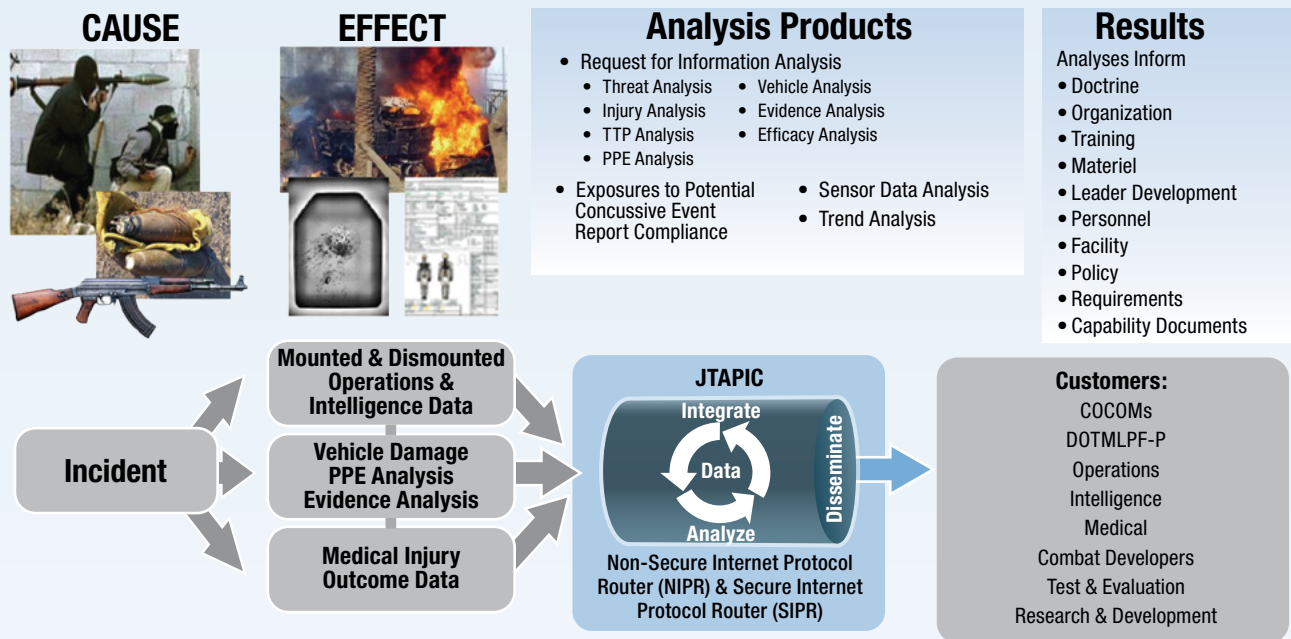 CAUSE
EFFECT
Analysis Products
• Request for Information Analysis
• Threat Analysis
• Injury Analysis
• TTP Analysis
• PPE Analysis
• Vehicle Analysis
• Evidence Analysis
• Efficacy Analysis
• Exposures to Potential
Concussive Event
Report Compliance
• Sensor Data Analysis
• Trend Analysis
Results
Analyses Inform
• Doctrine
• Organization
• Training
• Materiel
• Leader Development
• Personnel
• Facility
• Policy
• Requirements
• Capability Documents
Incident
Mounted & Dismounted
Operations &
Intelligence Data
Vehicle Damage
PPE Analysis
Evidence Analysis
Medical Injury
Outcome Data
JTAPIC
Integrate
Data
Analyze
Disseminate
Non-Secure Internet Protocol
Router (NIPR) & Secure Internet
Protocol Router (SIPR)
Customers:
COCOMs
DOTMLPF-P
Operations
Intelligence
Medical
Combat Developers
Test & Evaluation
Research & Development